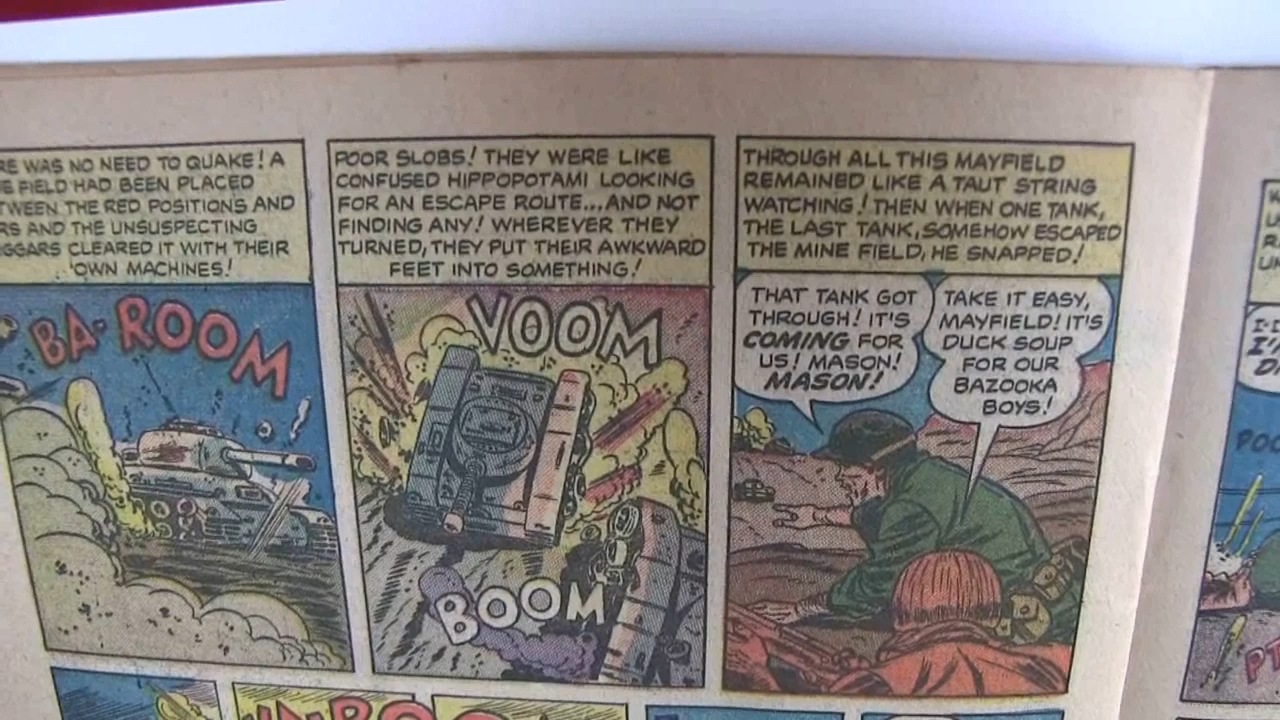 RE WAS NO NEED TO QUAKE! A
FIELD HAD BEEN PLACED
TWEEN THE RED POSITIONS AND
RS AND THE UNSUSPECTING
GGARS CLEARED IT WITH THEIR
OWN MACHINES!
BA-ROOM
POOR SLOBS! THEY WERE LIKE
CONFUSED HIPPOPOTAMI LOOKING
FOR AN ESCAPE ROUTE...AND NOT
FINDING ANY! WHEREVER THEY
TURNED, THEY PUT THEIR AWKWARD
FEET INTO SOMETHING!
VOOM
BOOM
THROUGH ALL THIS MAYFIELD
REMAINED LIKE A TAUT STRING
WATCHING! THEN WHEN ONE TANK,
THE LAST TANK, SOMEHOW ESCAPED
THE MINE FIELD, HE SNAPPED!
THAT TANK GOT
THROUGH! IT'S
COMING FOR
US! MASON!
MASON!
TAKE IT EASY,
MAYFIELD! IT'S
DUCK SOUP
FOR OUR
BAZOOKA
BOYS!